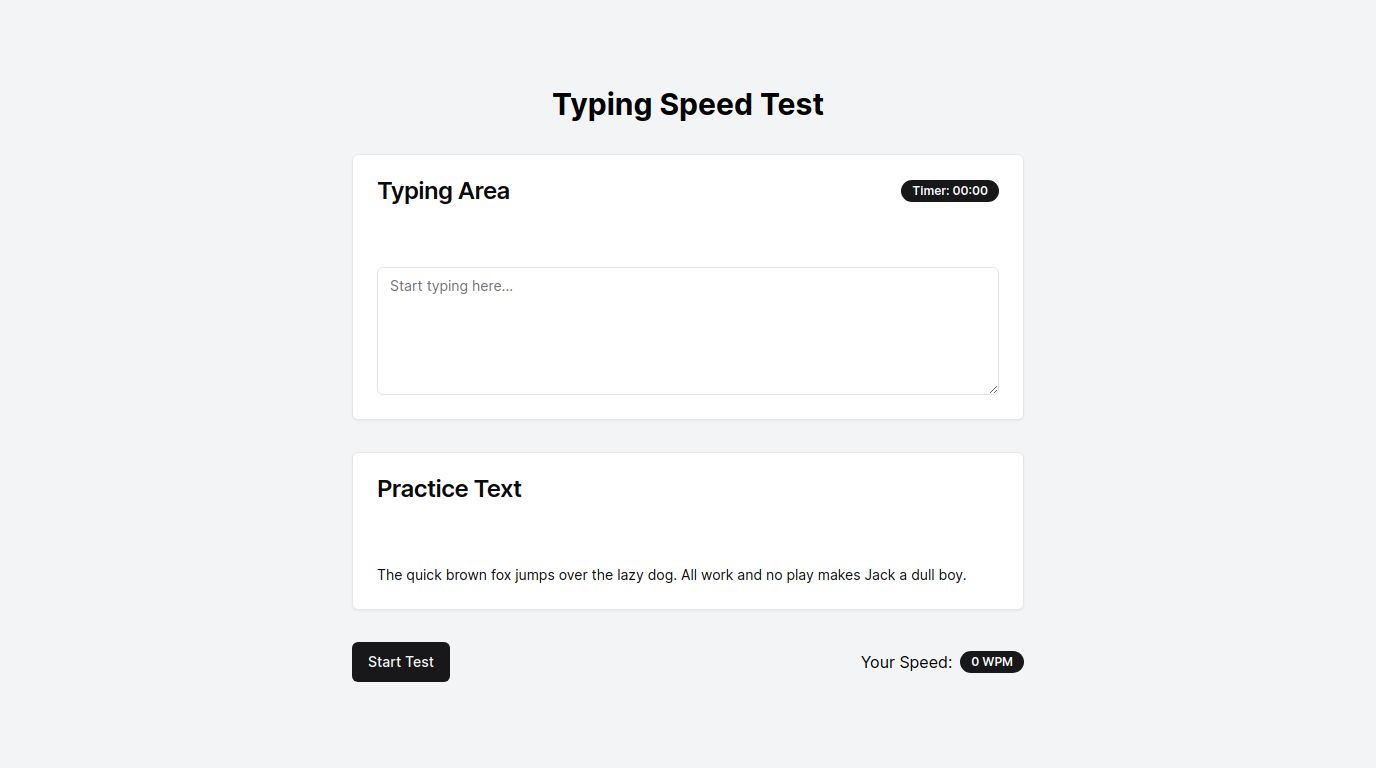 Typing Speed Test
Typing Area
Timer: 00:00
Start typing here...
Practice Text
The quick brown fox jumps over the lazy dog. All work and no play makes Jack a dull boy.
Start Test
Your Speed: 0 WPM